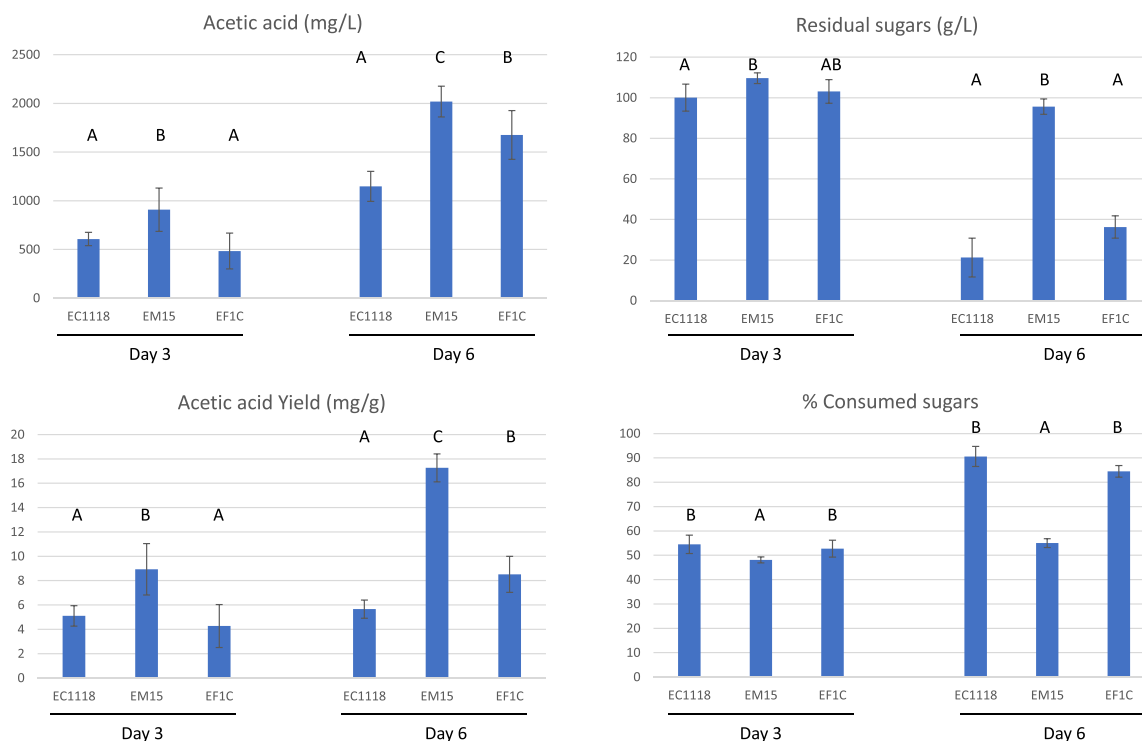 Acetic acid (mg/L)
2500
2000
1500
1000
500
0
A
B
A
A
C
B
EC1118 EM15 EF1C EC1118 EM15 EF1C
Day 3 Day 6
Residual sugars (g/L)
120
100
80
60
40
20
0
A
B
AB
A
B
A
EC1118 EM15 EF1C EC1118 EM15 EF1C
Day 3 Day 6
Acetic acid Yield (mg/g)
20
18
16
14
12
10
8
6
4
2
0
A
B
A
A
C
B
EC1118 EM15 EF1C EC1118 EM15 EF1C
Day 3 Day 6
% Consumed sugars
100
90
80
70
60
50
40
30
20
10
0
B
A
B
B
A
B
EC1118 EM15 EF1C EC1118 EM15 EF1C
Day 3 Day 6